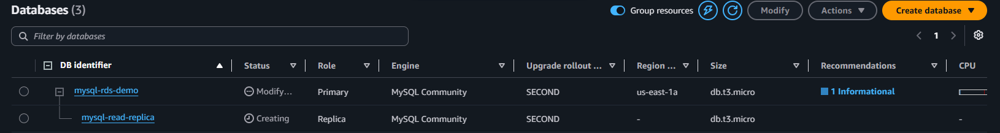 Databases (3)
Group resources
Modify
Actions
Create database
Filter by databases
1
DB identifier Status Role Engine Upgrade rollout ... Region ... Size Recommendations CPU
mysql-rds-demo Modify... Primary MySQL Community SECOND us-east-1a db.t3.micro 1 Informational
mysql-read-replica Creating Replica MySQL Community SECOND - db.t3.micro -